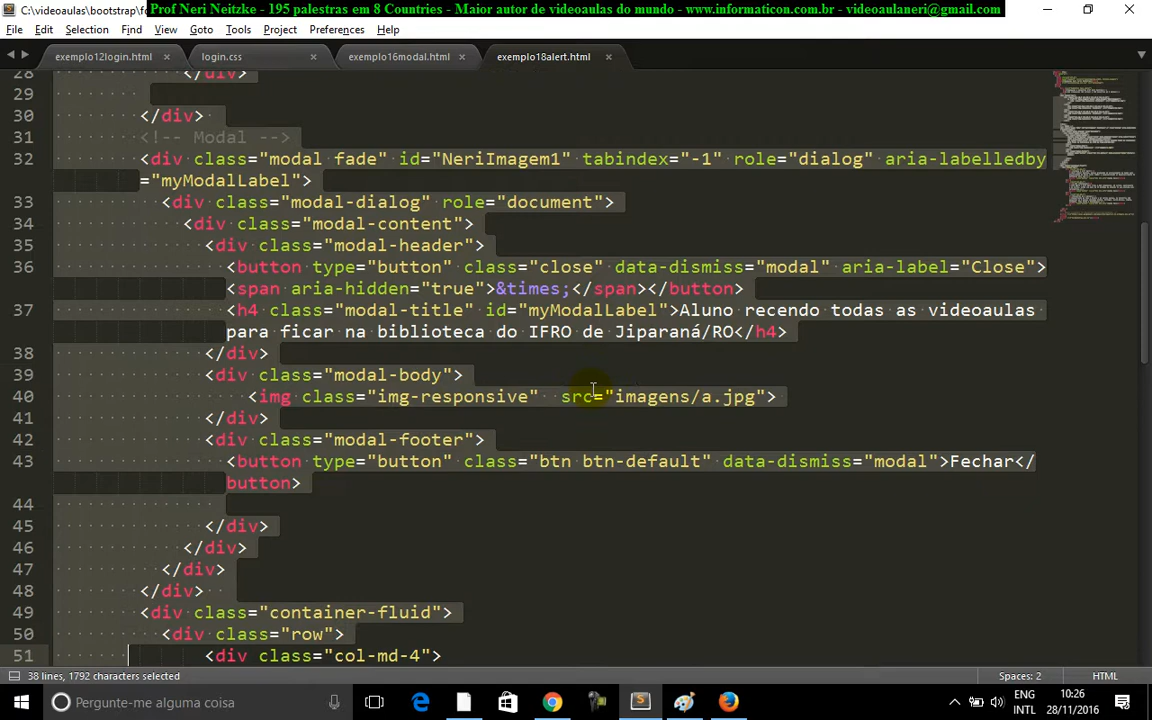 C:\videoaulas\bootstrap\fo
Prof Neri Neitzke - 195 palestras em 8 Countries - Maior autor de videoaulas do mundo - www.informaticon.com.br - videoaulaneri@gmail.com
File Edit Selection Find View Goto Tools Project Preferences Help
exemplo12login.html × login.css × exemplo16modal.html × exemplo18alert.html ×
28 </div>
29
30 </div>
31 <!-- Modal -->
32 <div class="modal fade" id="NeriImagem1" tabindex="-1" role="dialog" aria-labelledby
="myModalLabel">
33 <div class="modal-dialog" role="document">
34 <div class="modal-content">
35 <div class="modal-header">
36 <button type="button" class="close" data-dismiss="modal" aria-label="Close">
<span aria-hidden="true">&times;</span></button>
37 <h4 class="modal-title" id="myModalLabel">Aluno recendo todas as videoaulas
para ficar na biblioteca do IFRO de Jiparaná/RO</h4>
38 </div>
39 <div class="modal-body">
40 <img class="img-responsive"  src="imagens/a.jpg">
41 </div>
42 <div class="modal-footer">
43 <button type="button" class="btn btn-default" data-dismiss="modal">Fechar</
button>
44
45 </div>
46 </div>
47 </div>
48 </div>
49 <div class="container-fluid">
50 <div class="row">
51 <div class="col-md-4">
38 lines, 1792 characters selected Spaces: 2 HTML
Pergunte-me alguma coisa ENG 10:26
INTL 28/11/2016